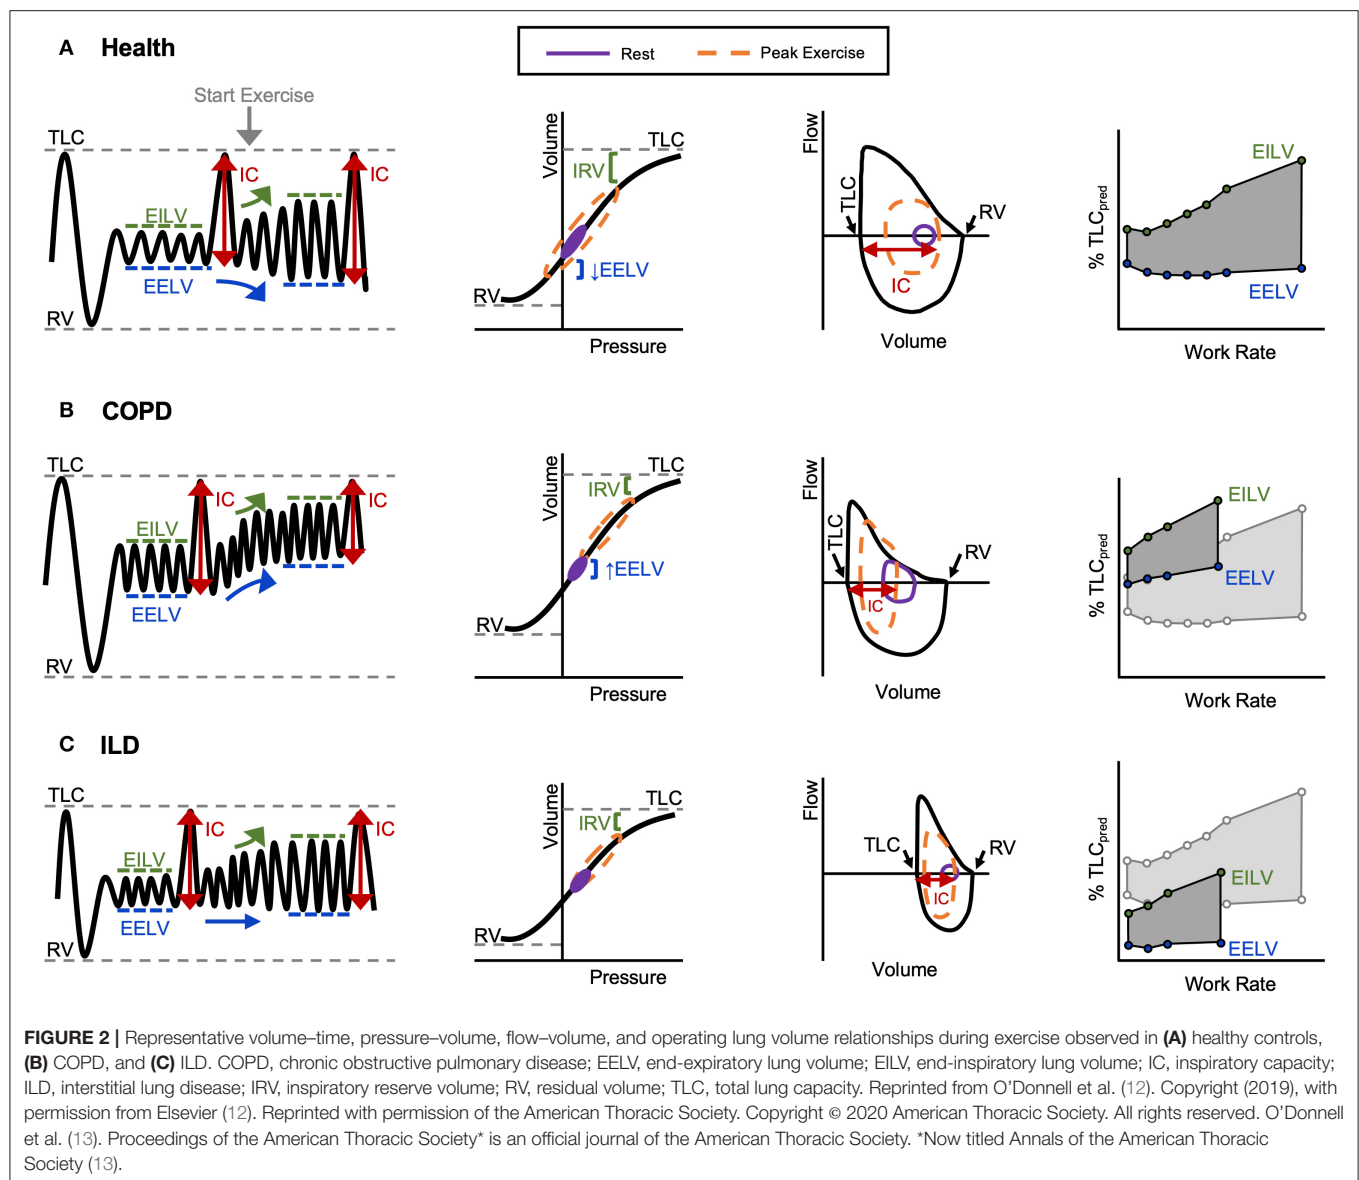 A Health
Rest
Peak Exercise
Start Exercise
TLC
IC
IC
EILV
EELV
RV
Volume
TLC
IRV
↓EELV
RV
Pressure
Flow
TLC
RV
IC
Volume
% TLCpred
EILV
EELV
Work Rate
B COPD
TLC
IC
IC
EILV
EELV
RV
Volume
TLC
IRV
↑EELV
RV
Pressure
Flow
TLC
RV
IC
Volume
% TLCpred
EILV
EELV
Work Rate
C ILD
TLC
IC
IC
EILV
EELV
RV
Volume
TLC
IRV
RV
Pressure
Flow
TLC
RV
IC
Volume
% TLCpred
EILV
EELV
Work Rate
FIGURE 2 | Representative volume–time, pressure–volume, flow–volume, and operating lung volume relationships during exercise observed in (A) healthy controls,
(B) COPD, and (C) ILD. COPD, chronic obstructive pulmonary disease; EELV, end-expiratory lung volume; EILV, end-inspiratory lung volume; IC, inspiratory capacity;
ILD, interstitial lung disease; IRV, inspiratory reserve volume; RV, residual volume; TLC, total lung capacity. Reprinted from O'Donnell et al. (12). Copyright (2019), with
permission from Elsevier (12). Reprinted with permission of the American Thoracic Society. Copyright © 2020 American Thoracic Society. All rights reserved. O'Donnell
et al. (13). Proceedings of the American Thoracic Society* is an official journal of the American Thoracic Society. *Now titled Annals of the American Thoracic
Society (13).